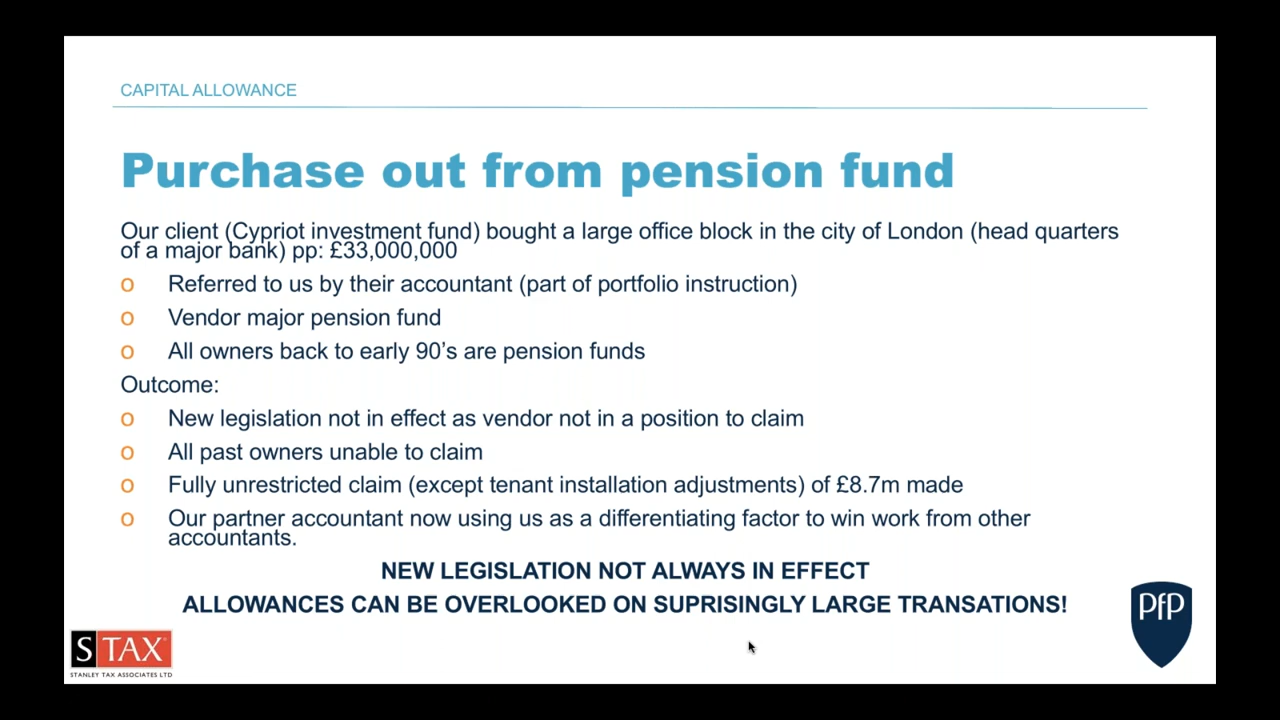 CAPITAL ALLOWANCE
Purchase out from pension fund
Our client (Cypriot investment fund) bought a large office block in the city of London (head quarters
of a major bank) pp: £33,000,000
o Referred to us by their accountant (part of portfolio instruction)
o Vendor major pension fund
o All owners back to early 90’s are pension funds
Outcome:
o New legislation not in effect as vendor not in a position to claim
o All past owners unable to claim
o Fully unrestricted claim (except tenant installation adjustments) of £8.7m made
o Our partner accountant now using us as a differentiating factor to win work from other
accountants.
NEW LEGISLATION NOT ALWAYS IN EFFECT
ALLOWANCES CAN BE OVERLOOKED ON SUPRISINGLY LARGE TRANSATIONS!
PfP
S TAX
STANLEY TAX ASSOCIATES LTD